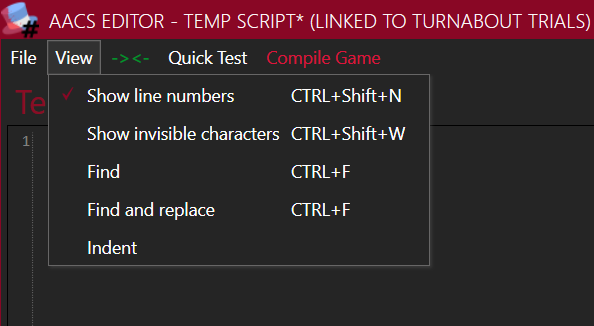 AACS EDITOR - TEMP SCRIPT* (LINKED TO TURNABOUT TRIALS)
File View -><- Quick Test Compile Game
Te
Show line numbers CTRL+Shift+N
1
Show invisible characters CTRL+Shift+W
Find CTRL+F
Find and replace CTRL+F
Indent